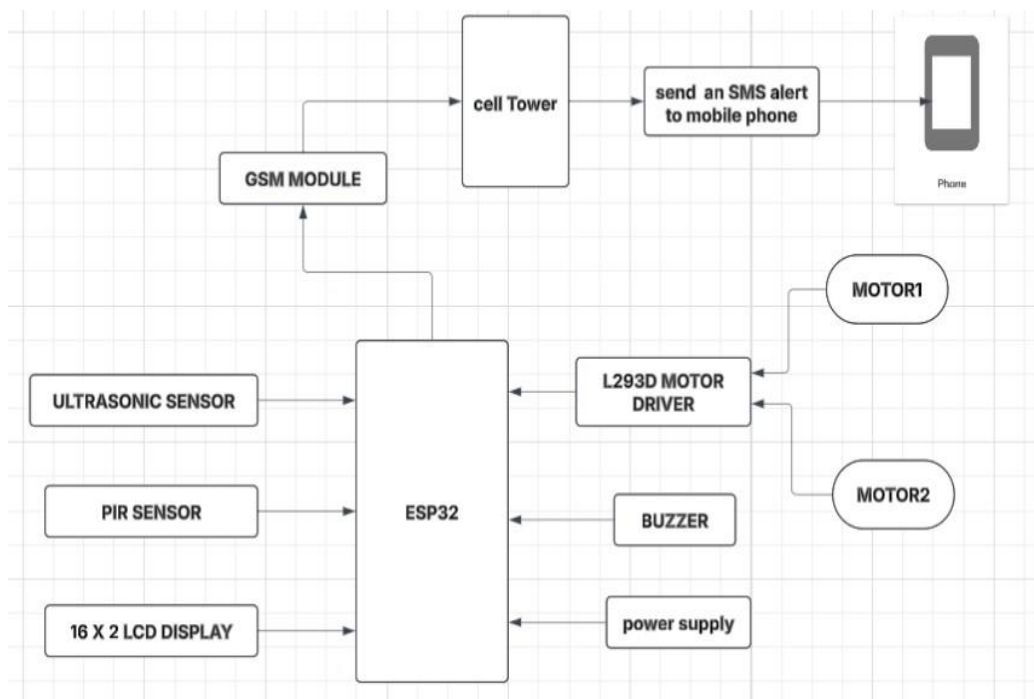 cell Tower
send an SMS alert
to mobile phone
Phone
GSM MODULE
MOTOR1
L293D MOTOR
DRIVER
MOTOR2
ULTRASONIC SENSOR
PIR SENSOR
16 X 2 LCD DISPLAY
ESP32
BUZZER
power supply